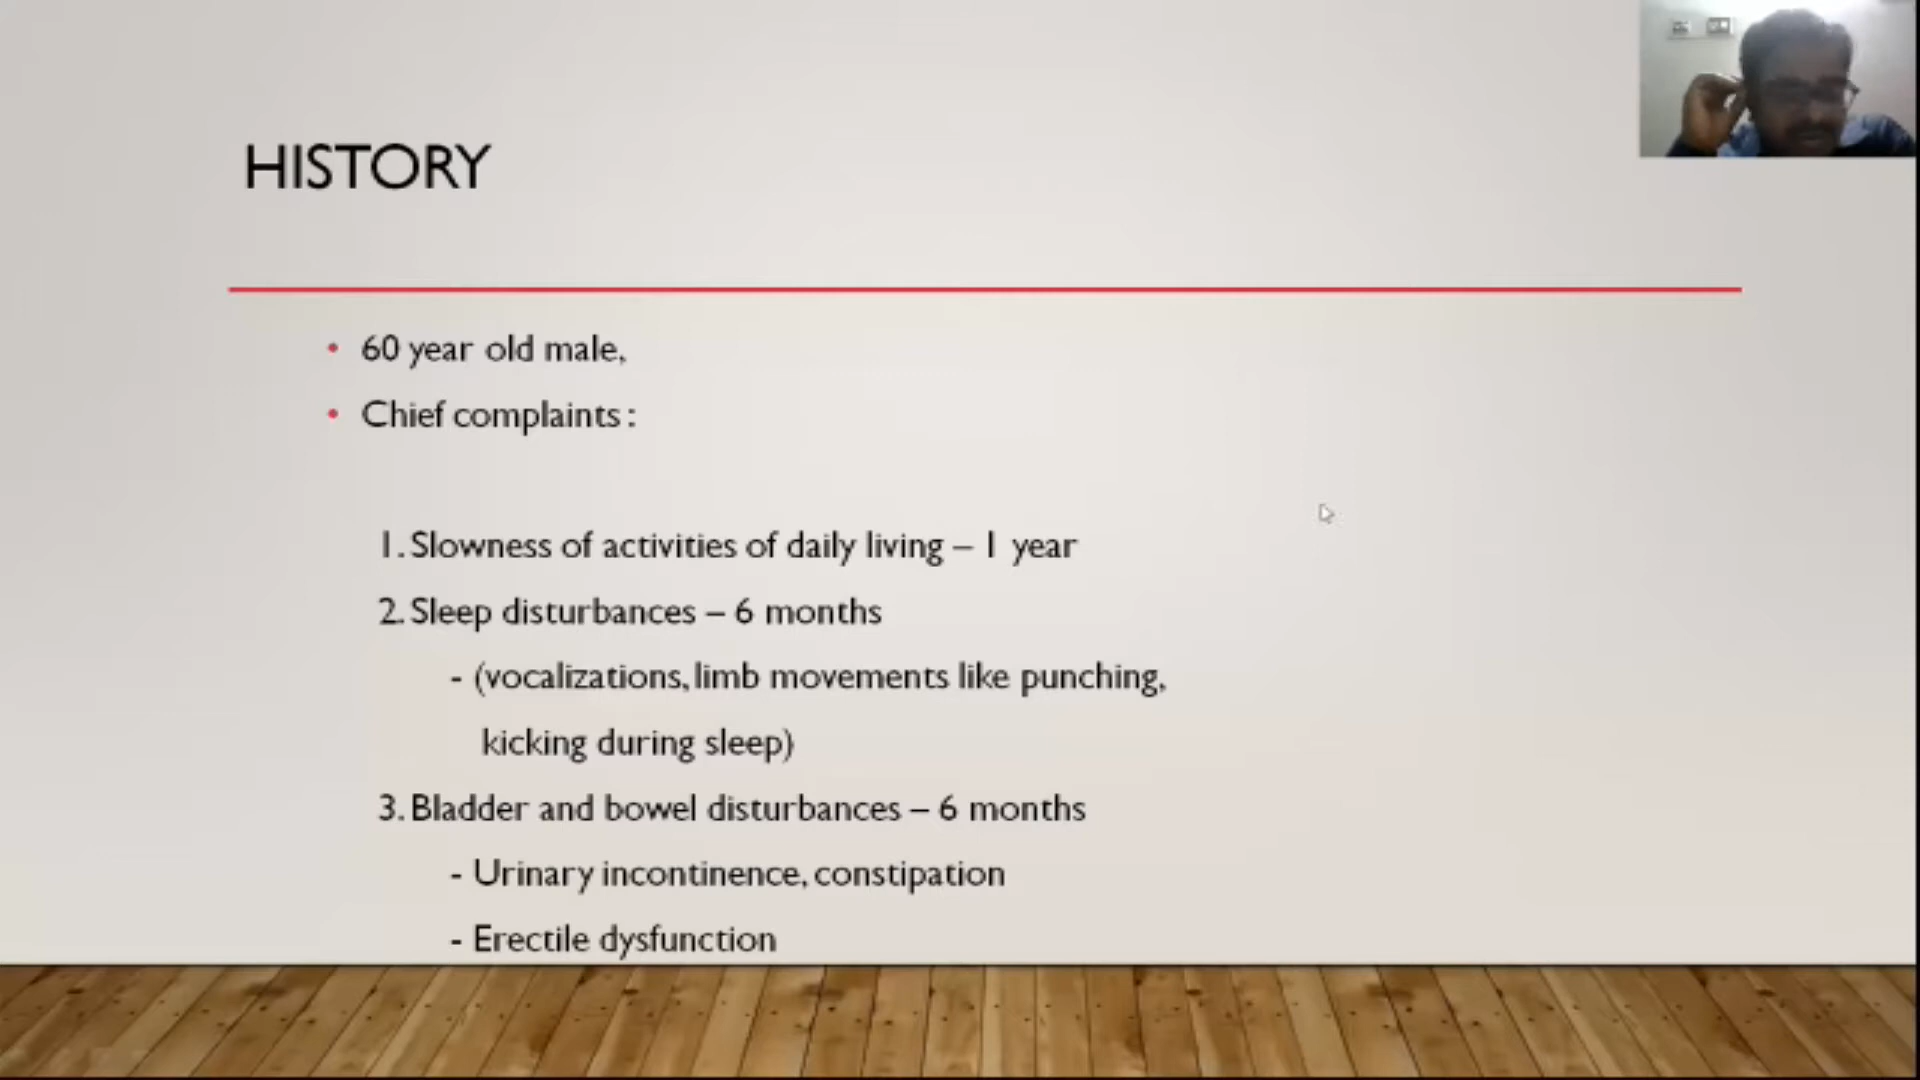 HISTORY
• 60 year old male,
• Chief complaints :
1. Slowness of activities of daily living – 1 year
2. Sleep disturbances – 6 months
- (vocalizations, limb movements like punching,
kicking during sleep)
3. Bladder and bowel disturbances – 6 months
- Urinary incontinence, constipation
- Erectile dysfunction